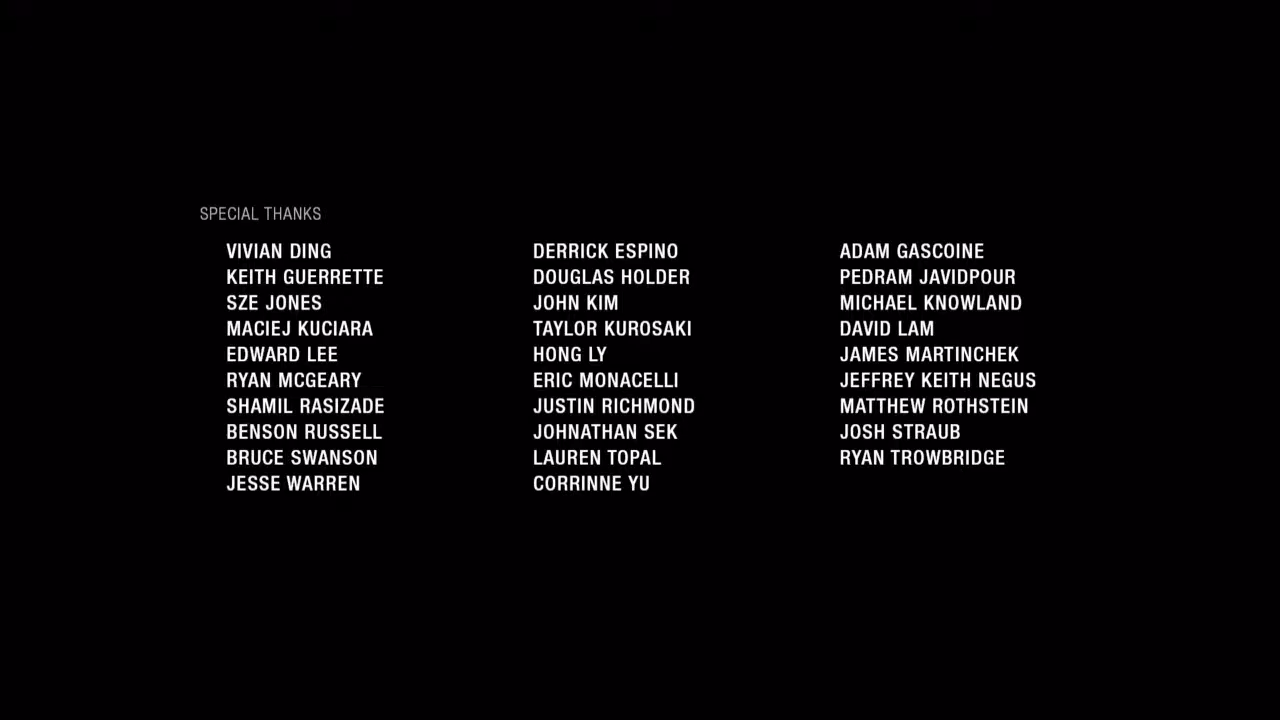 SPECIAL THANKS
VIVIAN DING
KEITH GUERRETTE
SZE JONES
MACIEJ KUCIARA
EDWARD LEE
RYAN MCGEARY
SHAMIL RASIZADE
BENSON RUSSELL
BRUCE SWANSON
JESSE WARREN
DERRICK ESPINO
DOUGLAS HOLDER
JOHN KIM
TAYLOR KUROSAKI
HONG LY
ERIC MONACELLI
JUSTIN RICHMOND
JOHNATHAN SEK
LAUREN TOPAL
CORRINNE YU
ADAM GASCOINE
PEDRAM JAVIDPOUR
MICHAEL KNOWLAND
DAVID LAM
JAMES MARTINCHEK
JEFFREY KEITH NEGUS
MATTHEW ROTHSTEIN
JOSH STRAUB
RYAN TROWBRIDGE